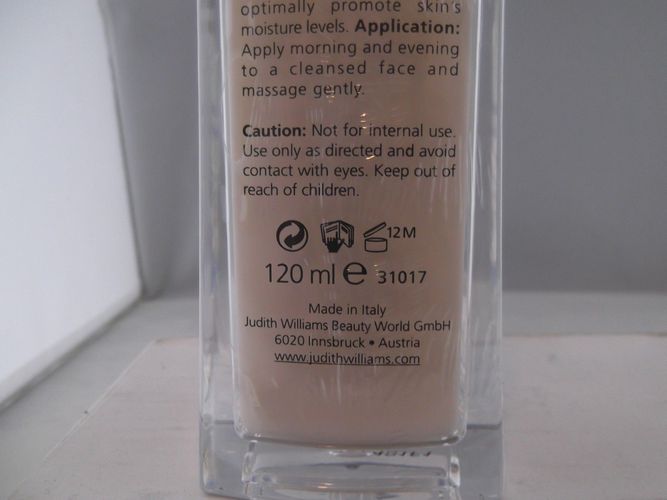 optimally promote skin's
moisture levels. Application:
Apply morning and evening
to a cleansed face and
massage gently.
Caution: Not for internal use.
Use only as directed and avoid
contact with eyes. Keep out of
reach of children.
12M
120 ml ℮ 31017
Made in Italy
Judith Williams Beauty World GmbH
6020 Innsbruck • Austria
www.judithwilliams.com